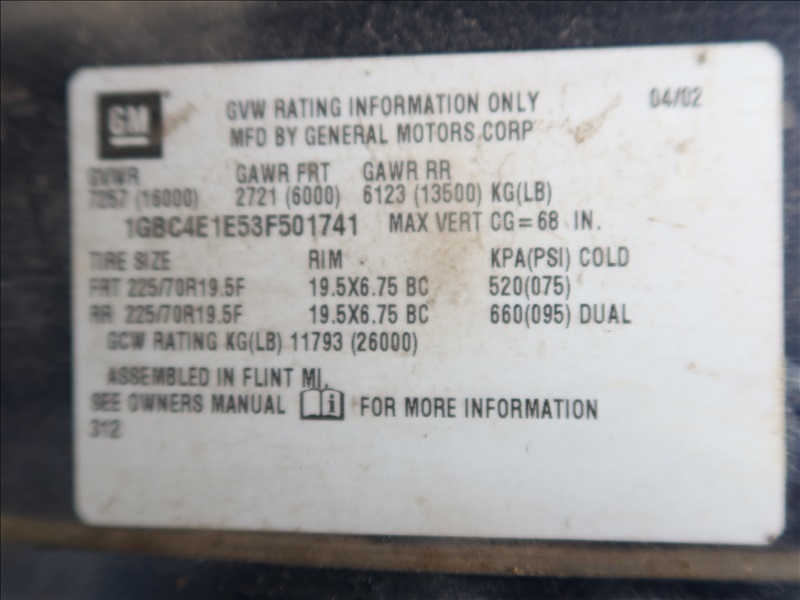 GM
GVW RATING INFORMATION ONLY 04/02
MFD BY GENERAL MOTORS CORP
GVWR GAWR FRT GAWR RR
7257 (16000) 2721 (6000) 6123 (13500) KG(LB)
1GBC4E1E53F501741 MAX VERT CG=68 IN.
TIRE SIZE RIM KPA(PSI) COLD
FRT 225/70R19.5F 19.5X6.75 BC 520(075)
RR 225/70R19.5F 19.5X6.75 BC 660(095) DUAL
GCW RATING KG(LB) 11793 (26000)
ASSEMBLED IN FLINT MI.
SEE OWNERS MANUAL i FOR MORE INFORMATION
312